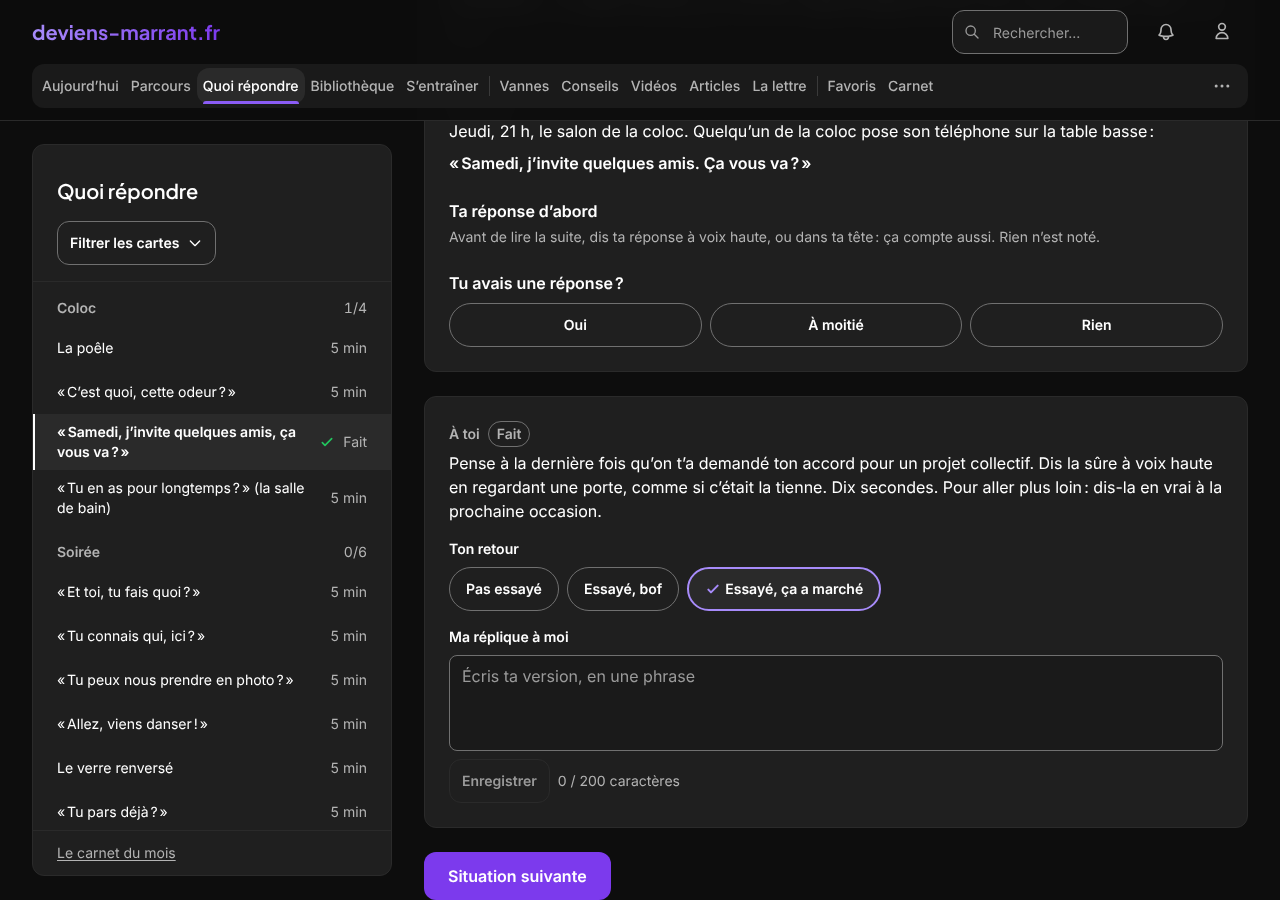 deviens-marrant.fr
Rechercher...
Aujourd’hui Parcours Quoi répondre Bibliothèque S’entraîner Vannes Conseils Vidéos Articles La lettre Favoris Carnet
Quoi répondre
Filtrer les cartes
Coloc 1/4
La poêle 5 min
« C’est quoi, cette odeur ? » 5 min
« Samedi, j’invite quelques amis, ça
vous va ? » Fait
« Tu en as pour longtemps ? » (la salle
de bain) 5 min
Soirée 0/6
« Et toi, tu fais quoi ? » 5 min
« Tu connais qui, ici ? » 5 min
« Tu peux nous prendre en photo ? » 5 min
« Allez, viens danser ! » 5 min
Le verre renversé 5 min
« Tu pars déjà ? » 5 min
Le carnet du mois
Jeudi, 21 h, le salon de la coloc. Quelqu’un de la coloc pose son téléphone sur la table basse :
« Samedi, j’invite quelques amis. Ça vous va ? »
Ta réponse d’abord
Avant de lire la suite, dis ta réponse à voix haute, ou dans ta tête : ça compte aussi. Rien n’est noté.
Tu avais une réponse ?
Oui À moitié Rien
À toi Fait
Pense à la dernière fois qu’on t’a demandé ton accord pour un projet collectif. Dis la sûre à voix haute
en regardant une porte, comme si c’était la tienne. Dix secondes. Pour aller plus loin : dis-la en vrai à la
prochaine occasion.
Ton retour
Pas essayé Essayé, bof Essayé, ça a marché
Ma réplique à moi
Écris ta version, en une phrase
Enregistrer 0 / 200 caractères
Situation suivante